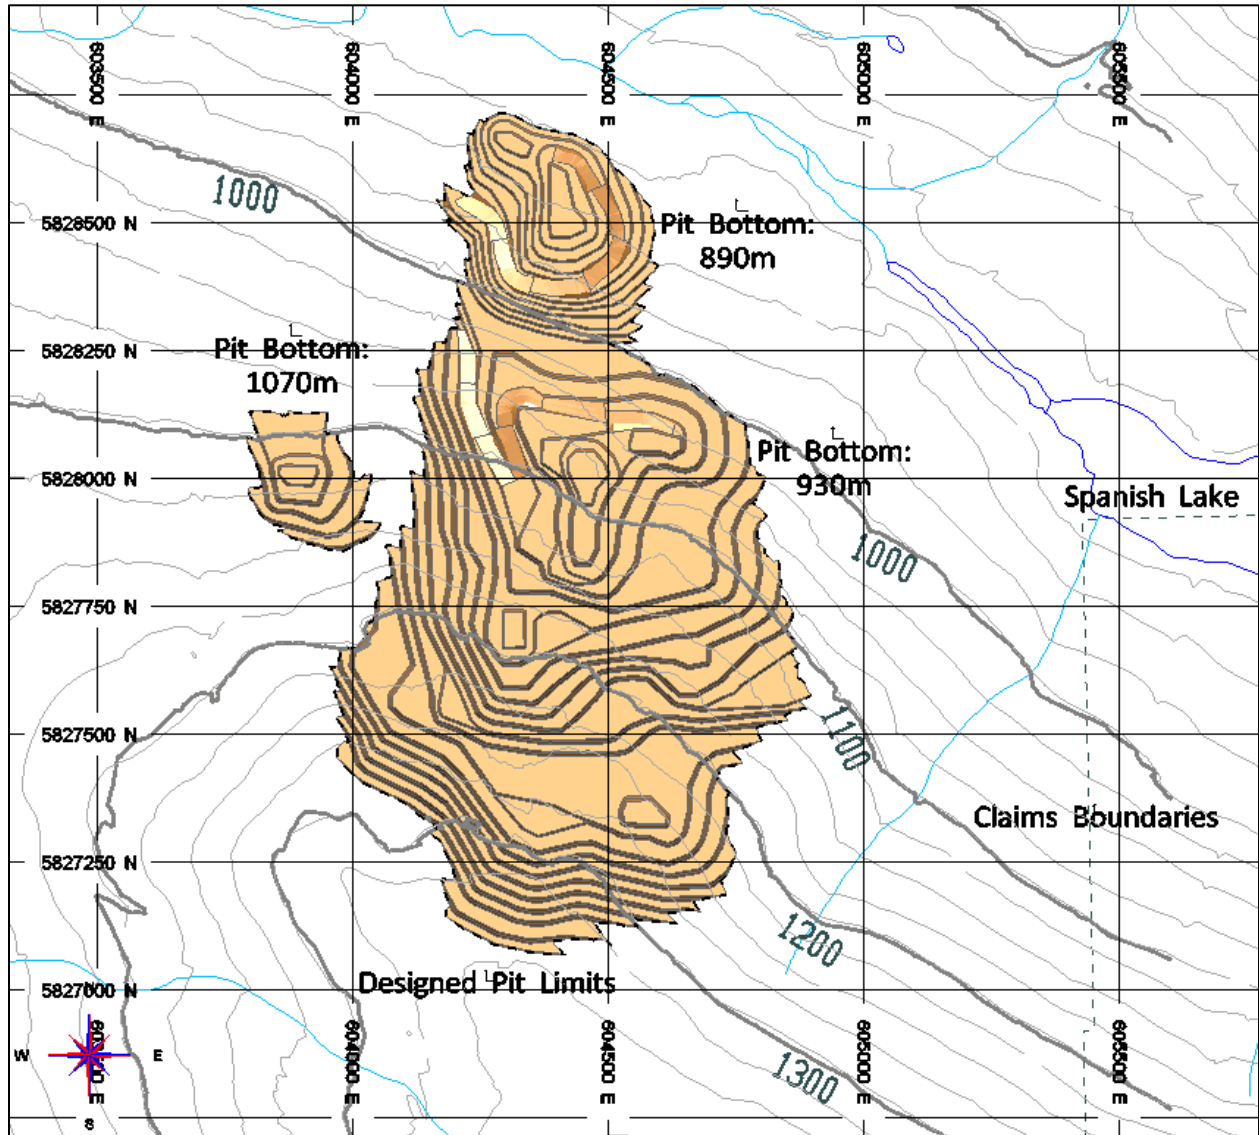 603500 E
604000 E
604500 E
605000 E
605500 E
1000
5828500 N
Pit Bottom:
890m
5828250 N
Pit Bottom:
1070m
Pit Bottom:
930m
5828000 N
Spanish Lake
1000
5827750 N
5827500 N
1100
Claims Boundaries
5827250 N
1200
5827000 N
Designed Pit Limits
W
E
S
603500 E
604000 E
604500 E
605000 E
605500 E
1300